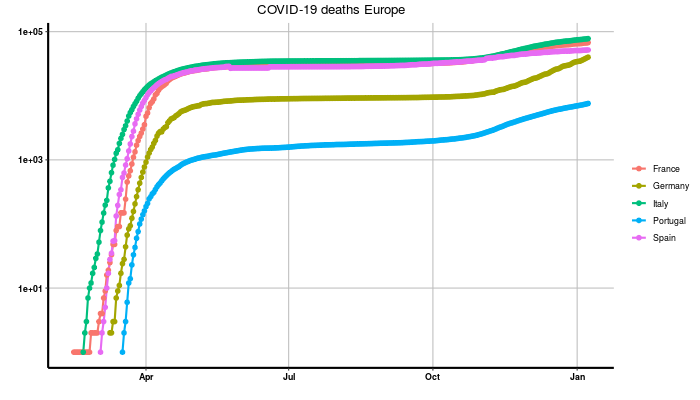 COVID-19 deaths Europe
1e+05
1e+03
1e+01
Apr
Jul
Oct
Jan
France
Germany
Italy
Portugal
Spain